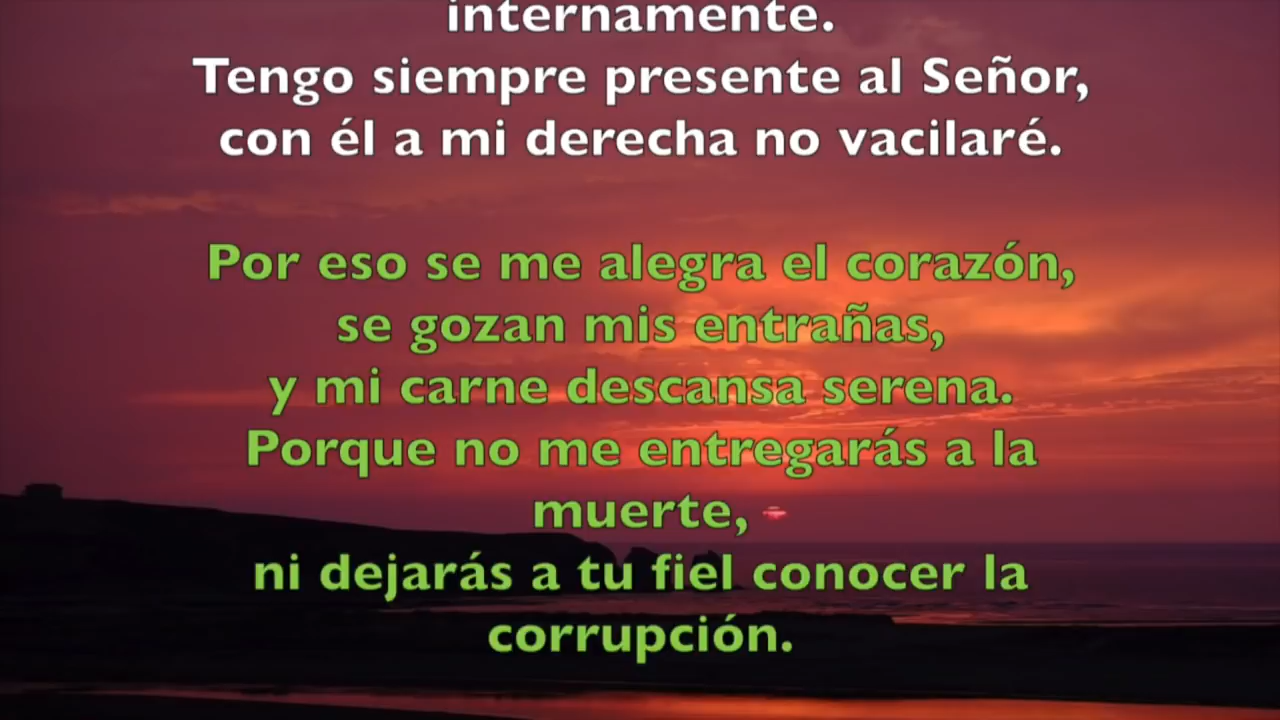 internamente.
Tengo siempre presente al Señor,
con él a mi derecha no vacilaré.
Por eso se me alegra el corazón,
se gozan mis entrañas,
y mi carne descansa serena.
Porque no me entregarás a la
muerte,
ni dejarás a tu fiel conocer la
corrupción.